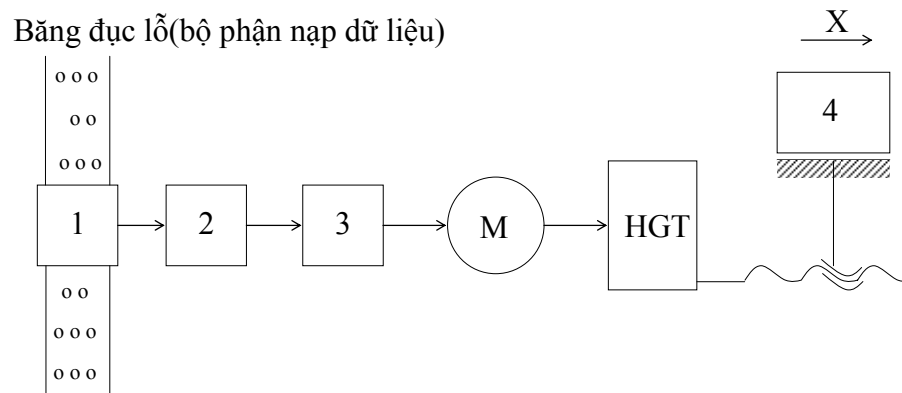 Băng đục lỗ(bộ phận nạp dữ liệu)
X
o o o
o o
o o o
4
1
2
3
M
HGT
o o
o o o
o o o